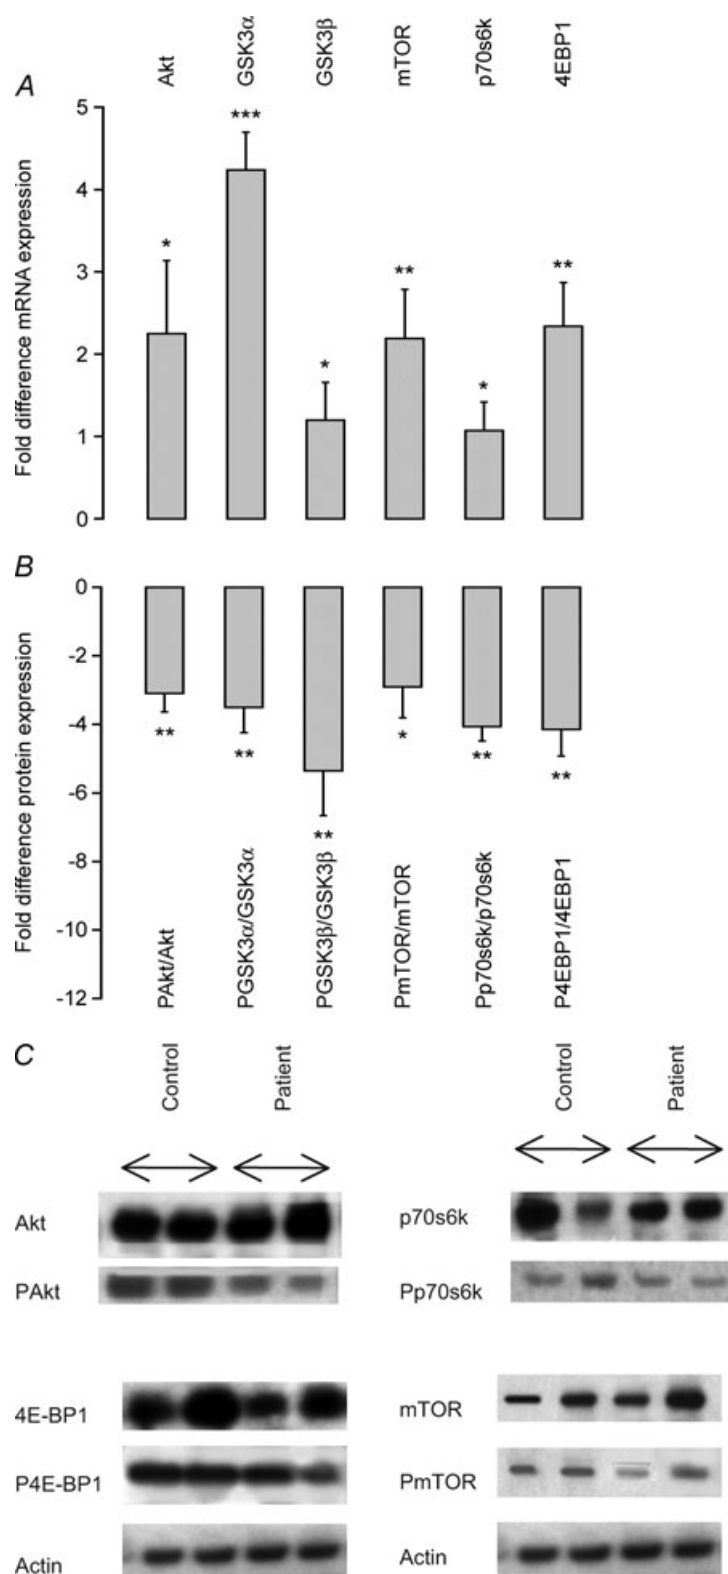 Akt
GSK3α
GSK3β
mTOR
p70s6k
4EBP1
A
Fold difference mRNA expression
5
4
3
2
1
0
*
***
*
**
*
**
B
Fold difference protein expression
0
-2
-4
-6
-8
-10
-12
**
**
**
*
**
**
PAkt/Akt
PGSK3α/GSK3α
PGSK3β/GSK3β
PmTOR/mTOR
Pp70s6k/p70s6k
P4EBP1/4EBP1
C
Control
Patient
Control
Patient
Akt
PAkt
4E-BP1
P4E-BP1
Actin
p70s6k
Pp70s6k
mTOR
PmTOR
Actin